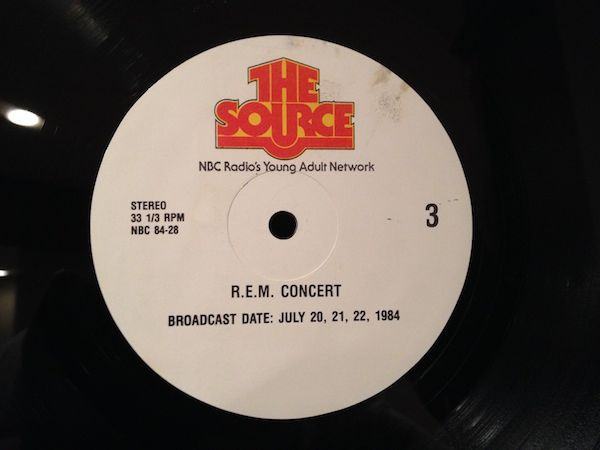 THE
SOURCE
NBC Radio's Young Adult Network
STEREO
33 1/3 RPM
NBC 84-28
3
R.E.M. CONCERT
BROADCAST DATE: JULY 20, 21, 22, 1984